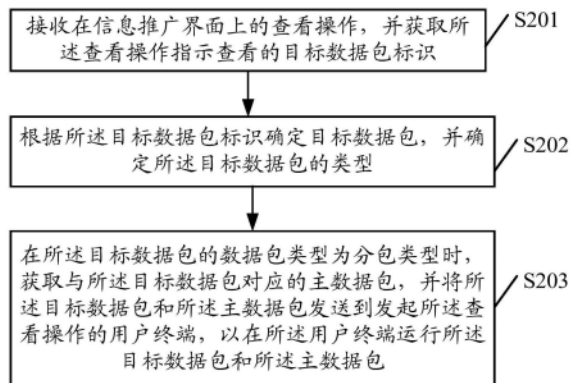 接收在信息推广界面上的查看操作，并获取所
述查看操作指示查看的目标数据包标识
S201
根据所述目标数据包标识确定目标数据包，并确
定所述目标数据包的类型
S202
在所述目标数据包的数据包类型为分包类型时，
获取与所述目标数据包对应的主数据包，并将所
述目标数据包和所述主数据包发送到发起所述查
看操作的用户终端，以在所述用户终端运行所述
目标数据包和所述主数据包
S203